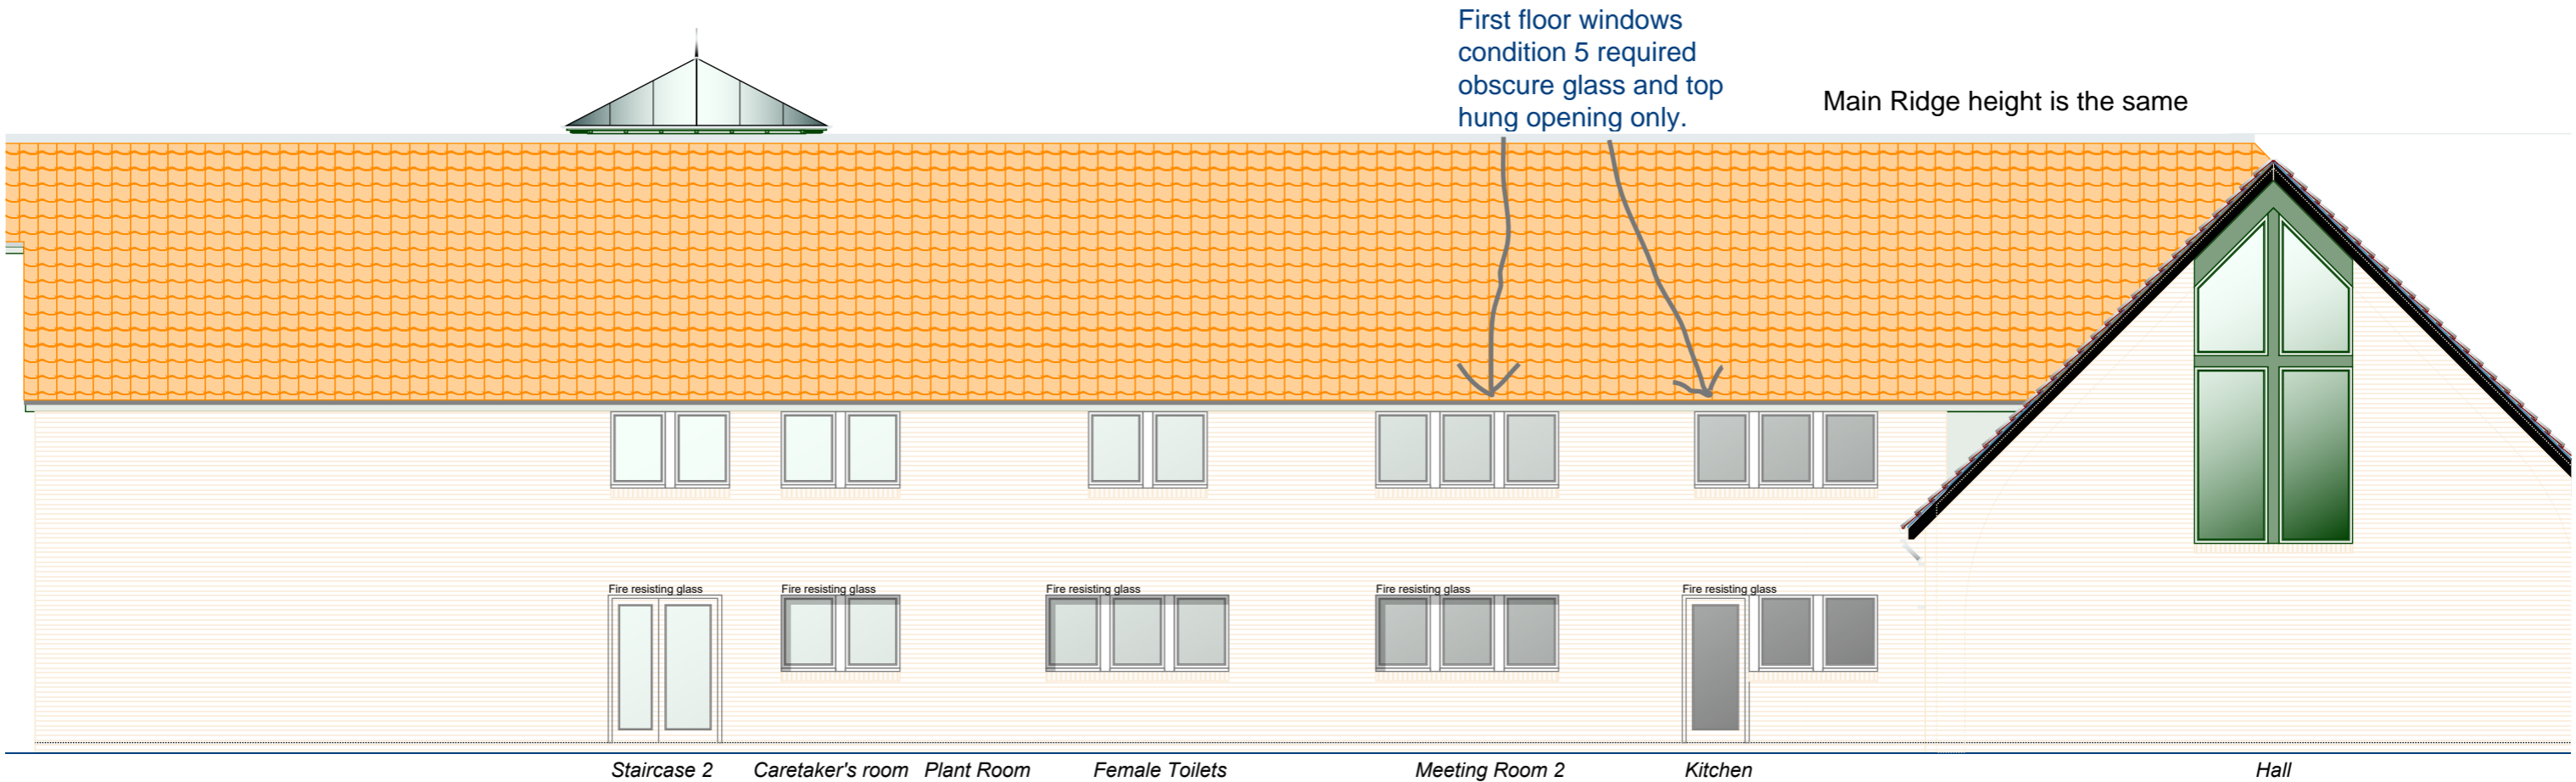 First floor windows
condition 5 required
obscure glass and top
hung opening only.
Main Ridge height is the same
Fire resisting glass
Fire resisting glass
Fire resisting glass
Fire resisting glass
Fire resisting glass
Staircase 2
Caretaker's room
Plant Room
Female Toilets
Meeting Room 2
Kitchen
Hall